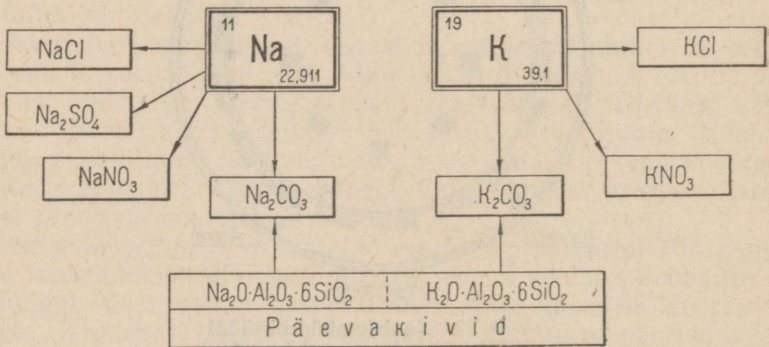 11
Na
22,911
19
K
39,1
NaCl
KCl
Na₂SO₄
NaNO₃
KNO₃
Na₂CO₃
K₂CO₃
Na₂O·Al₂O₃·6SiO₂
K₂O·Al₂O₃·6SiO₂
Päevakivid